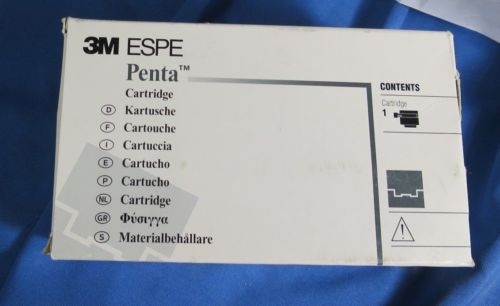 3M ESPE
Penta™
Cartridge
D Kartusche
F Cartouche
I Cartuccia
E Cartucho
P Cartucho
NL Cartridge
GR Φύσιγγα
S Materialbehållare
CONTENTS
Cartridge
1